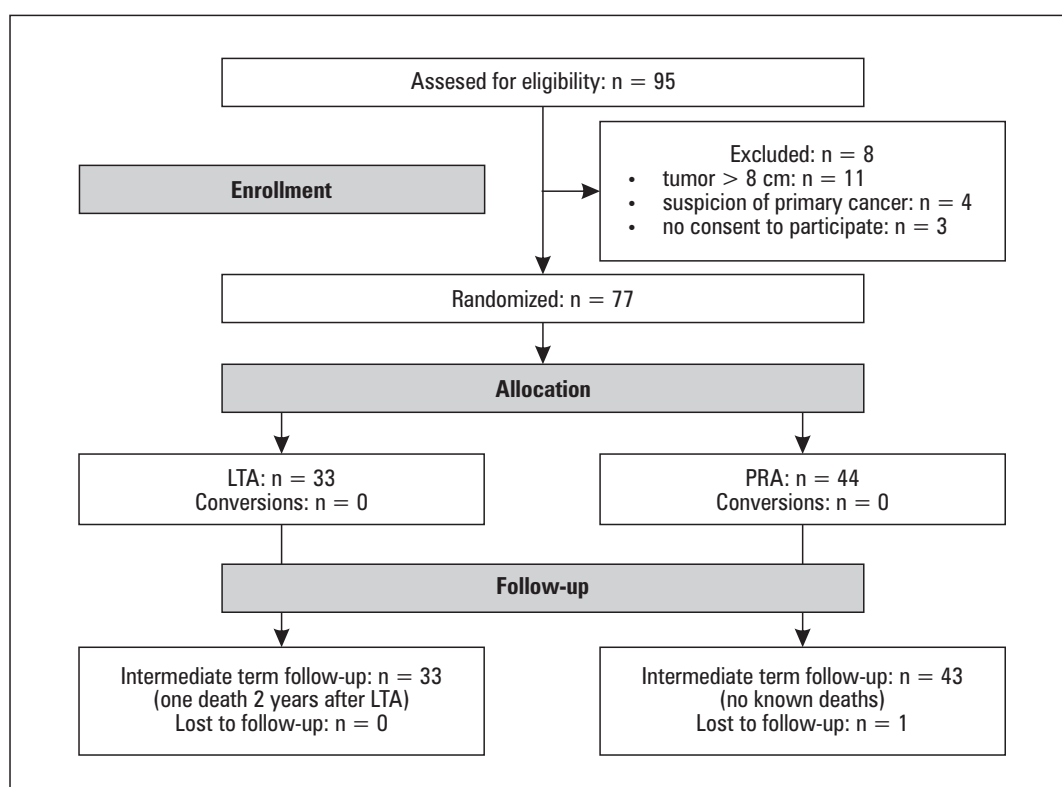 Assesed for eligibility: n = 95
Excluded: n = 8
• tumor > 8 cm: n = 11
• suspicion of primary cancer: n = 4
• no consent to participate: n = 3
Enrollment
Randomized: n = 77
Allocation
LTA: n = 33
Conversions: n = 0
PRA: n = 44
Conversions: n = 0
Follow-up
Intermediate term follow-up: n = 33
(one death 2 years after LTA)
Lost to follow-up: n = 0
Intermediate term follow-up: n = 43
(no known deaths)
Lost to follow-up: n = 1